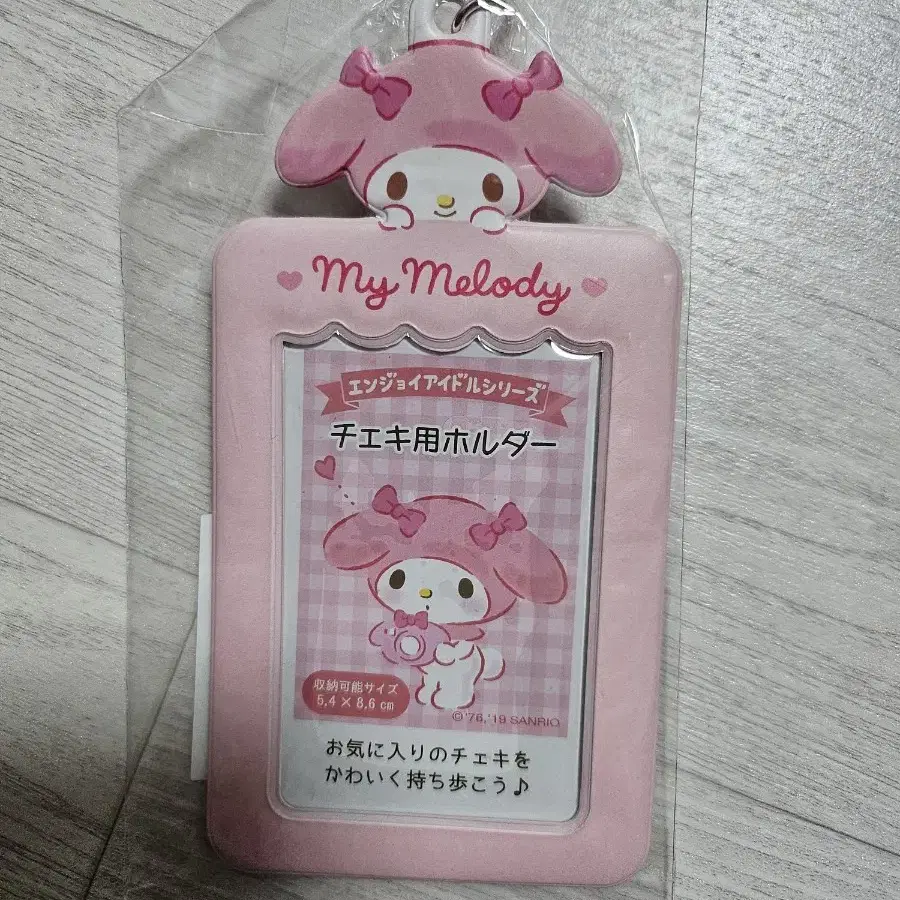 My Melody
エンジョイアイドルシリーズ
チェキ用ホルダー
収納可能サイズ
5.4 × 8.6 cm
© '76, '19 SANRIO
お気に入りのチェキを
かわいく持ち歩こう♪